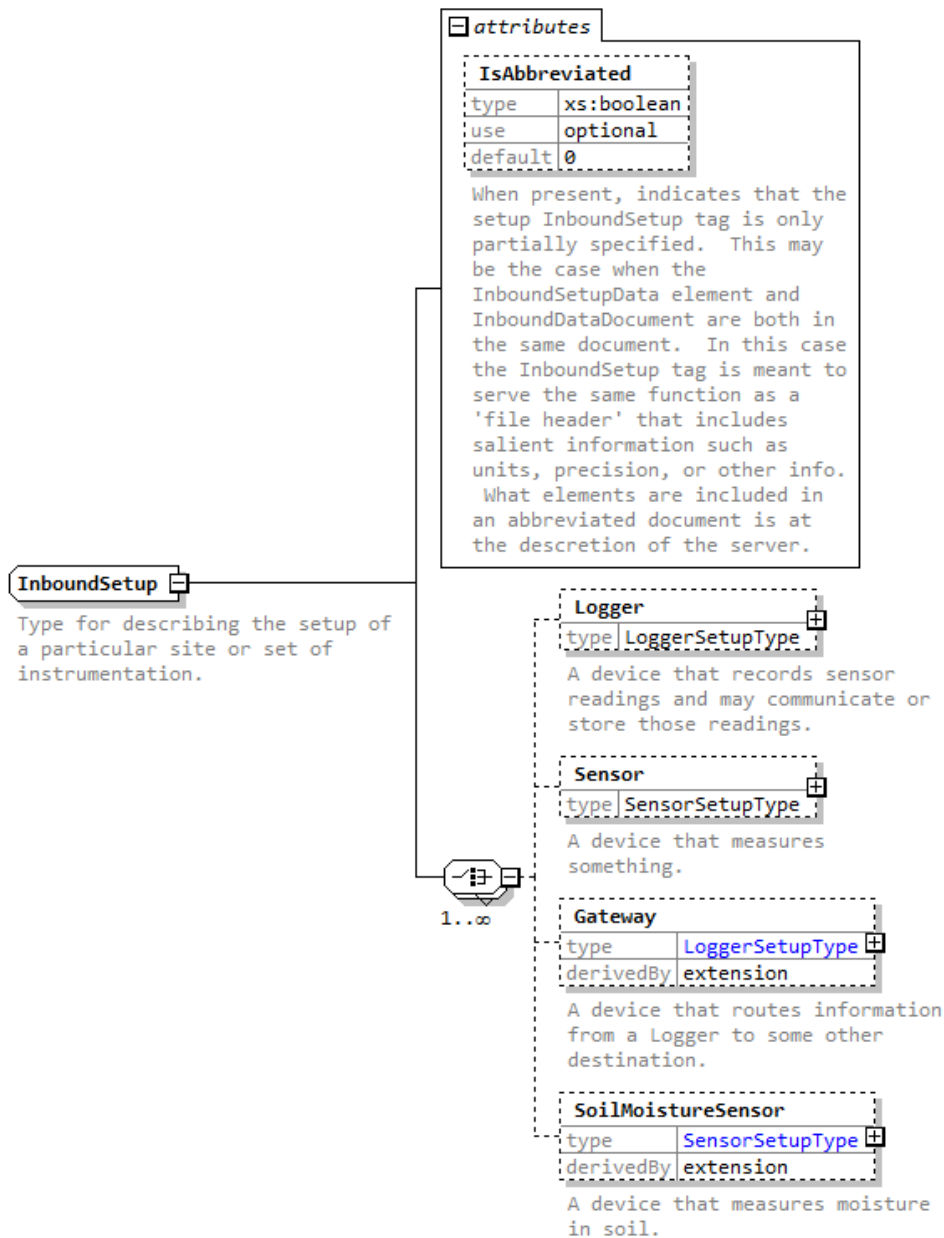 attributes
IsAbbreviated
type xs:boolean
use optional
default 0
When present, indicates that the
setup InboundSetup tag is only
partially specified.  This may
be the case when the
InboundSetupData element and
InboundDataDocument are both in
the same document.  In this case
the InboundSetup tag is meant to
serve the same function as a
'file header' that includes
salient information such as
units, precision, or other info.
What elements are included in
an abbreviated document is at
the descretion of the server.
InboundSetup
Type for describing the setup of
a particular site or set of
instrumentation.
Logger
type LoggerSetupType
A device that records sensor
readings and may communicate or
store those readings.
Sensor
type SensorSetupType
A device that measures
something.
1..∞
Gateway
type LoggerSetupType
derivedBy extension
A device that routes information
from a Logger to some other
destination.
SoilMoistureSensor
type SensorSetupType
derivedBy extension
A device that measures moisture
in soil.